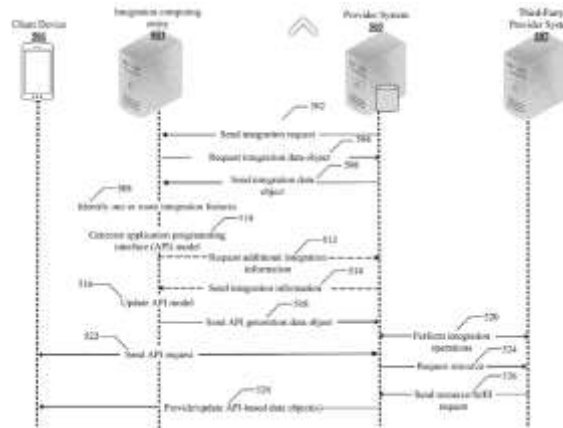 Client Device
Integration computing
entity
Provider System
Third-Party
Provider System
502
Send integration request
504
Request integration data object
506
Send integration data
object
508
Identify one or more integration features
510
Generate application programming
interface (API) model
512
Request additional integration
information
514
Send integration information
516
Update API model
518
Send API generation data object
520
Perform integration
operations
522
Send API request
524
Request resource
526
Send resource/fulfill
request
Provide/update API-based data object(s)